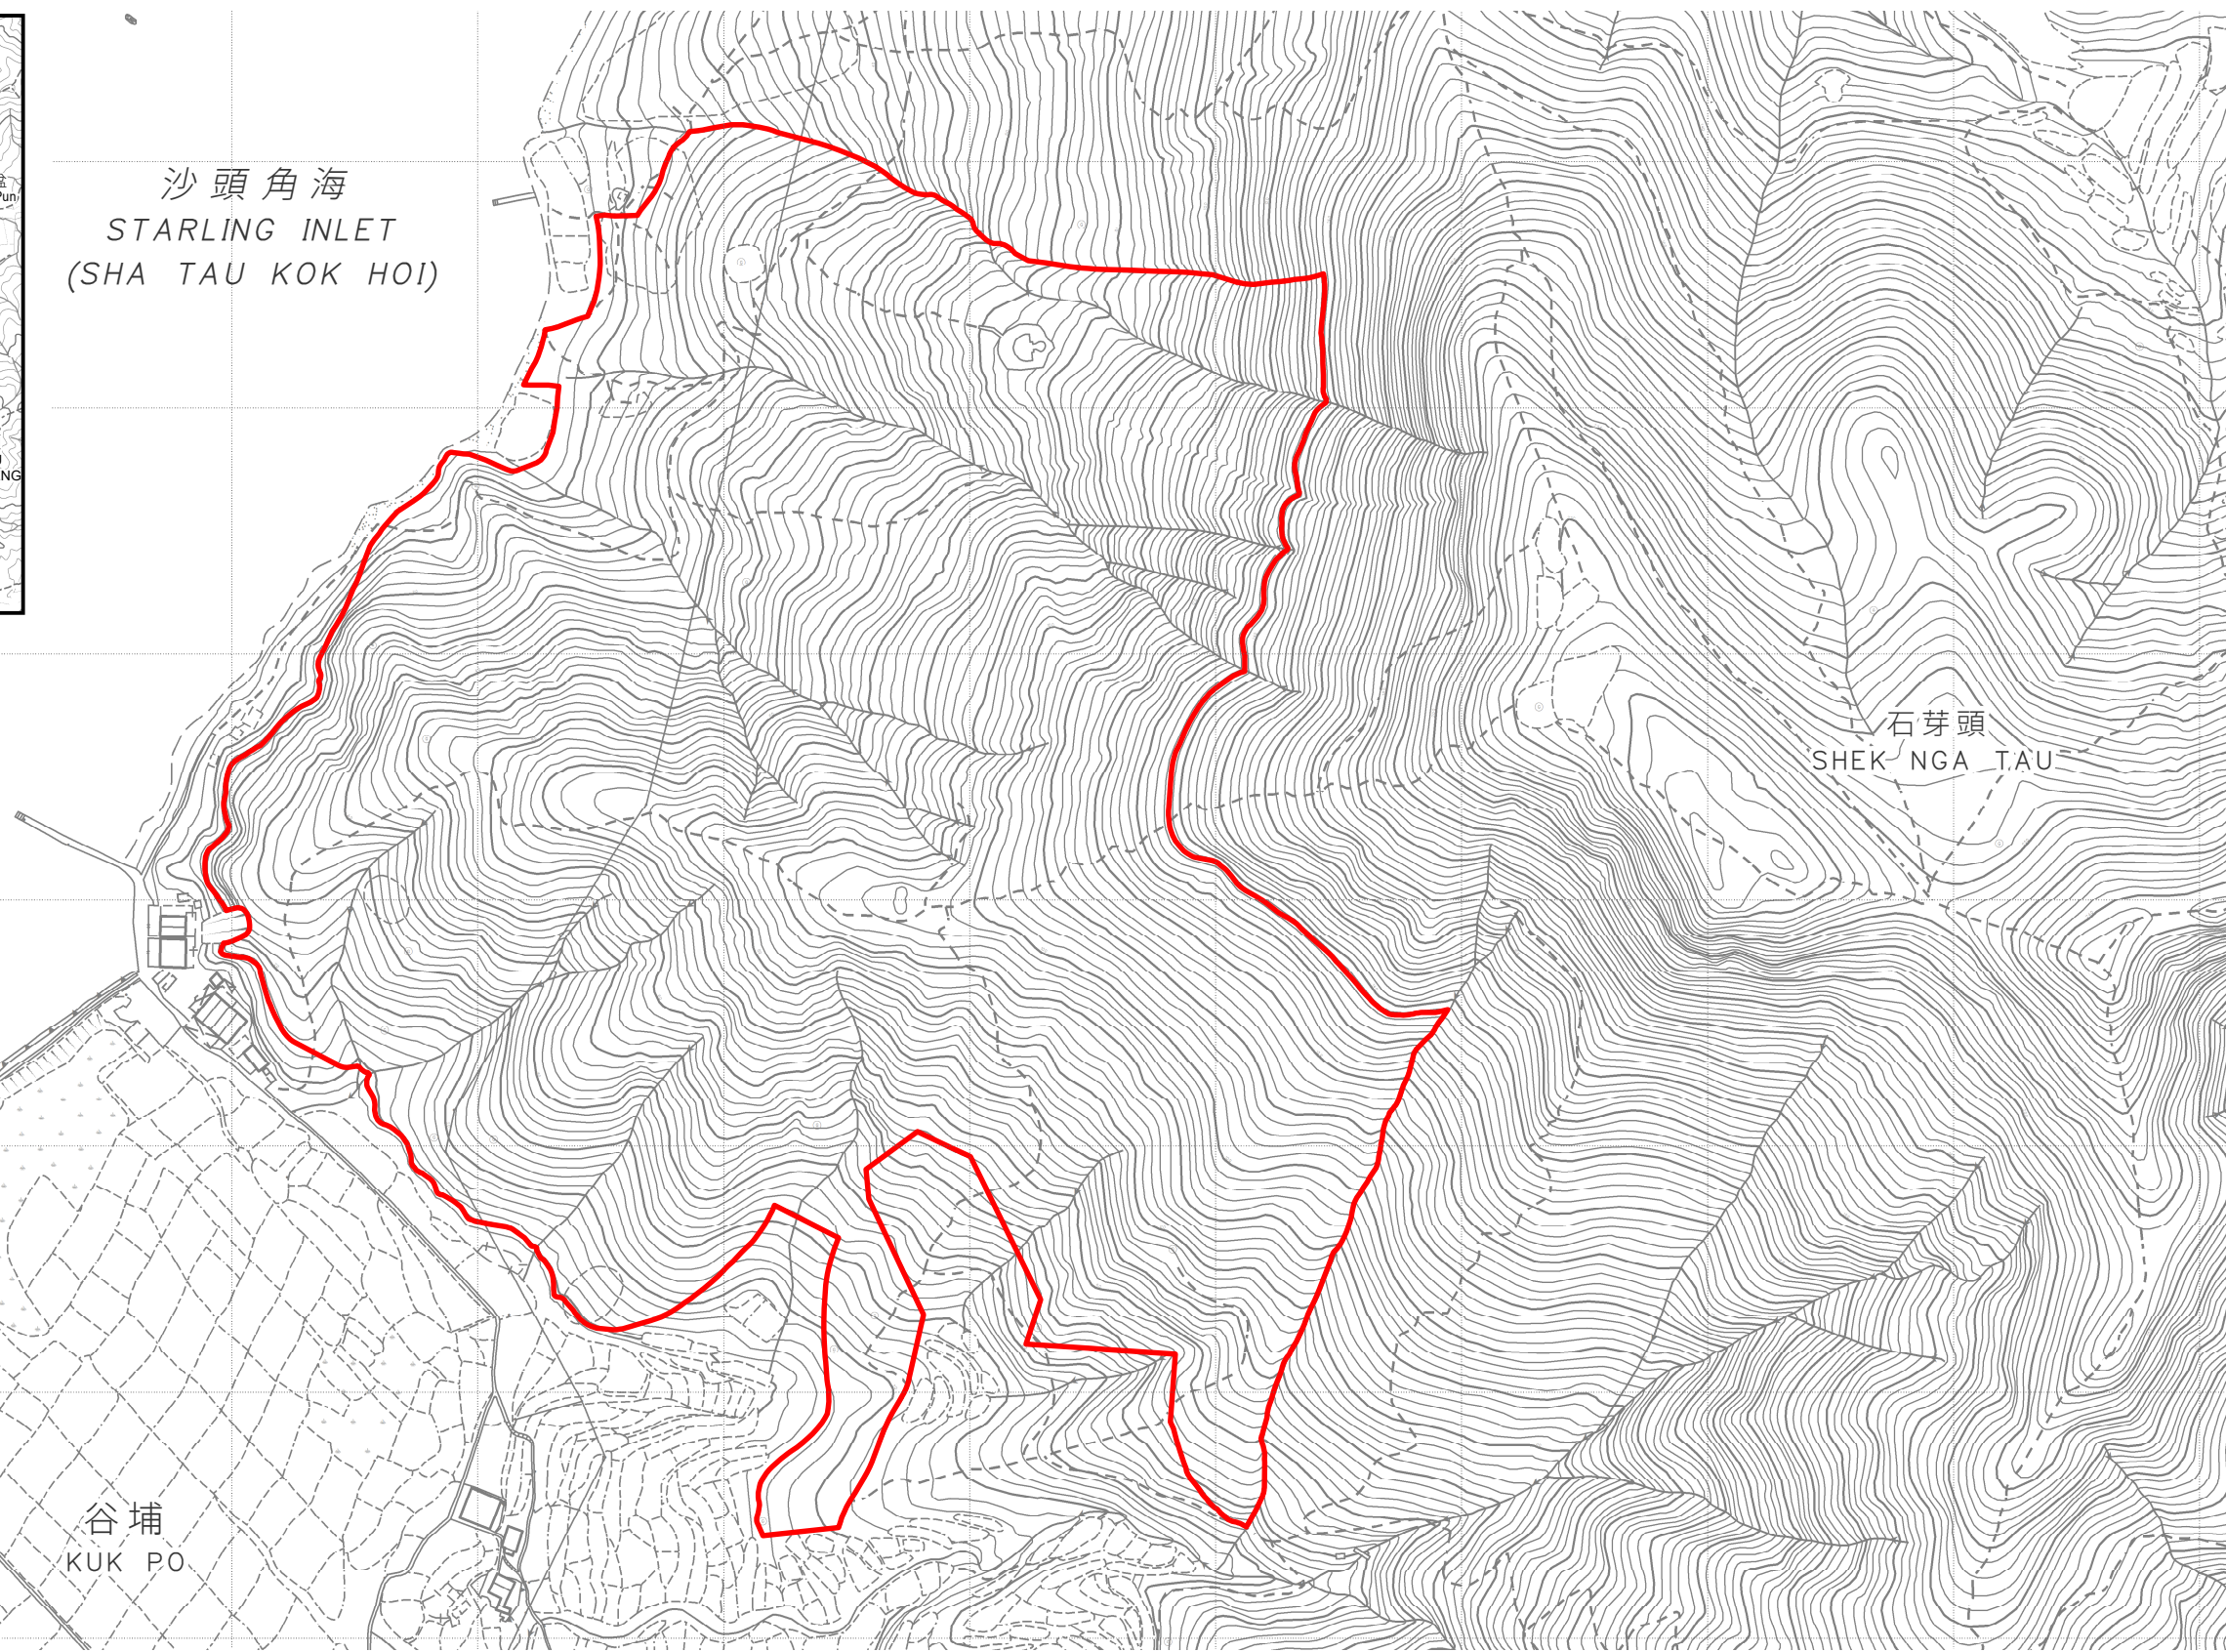 沙頭角海
STARLING INLET
(SHA TAU KOK HOI)
石芽頭
SHEK NGA TAU
谷埔
KUK PO